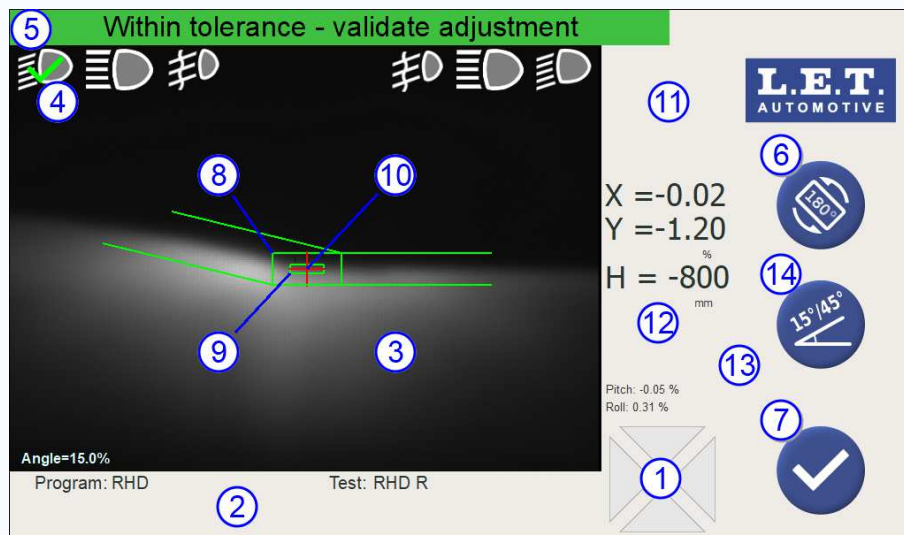 Within tolerance - validate adjustment
5
4
11
L.E.T.
AUTOMOTIVE
6
180°
8
10
X =-0.02
Y =-1.20
%
H = -800
mm
14
15°/45°
9
3
12
13
Pitch: -0.05 %
Roll: 0.31 %
7
Angle=15.0%
1
Program: RHD
Test: RHD R
2